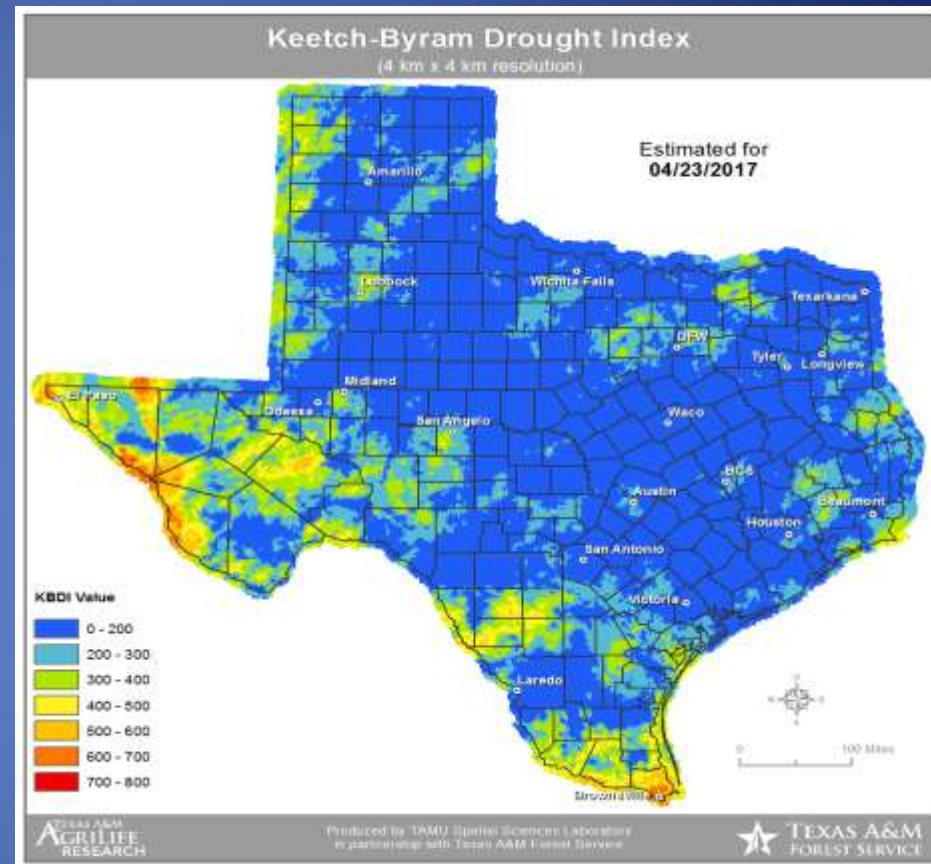 Keetch-Byram Drought Index
(4 km x 4 km resolution)
Estimated for
04/23/2017
Amarillo
Lubbock
Wichita Falls
Texarkana
DFW
Tyler
Longview
El Paso
Midland
Odessa
San Angelo
Waco
BCS
Austin
Beaumont
Houston
San Antonio
Victoria
Laredo
Brownsville
KBDI Value
0 - 200
200 - 300
300 - 400
400 - 500
500 - 600
600 - 700
700 - 800
N
0 100 Miles
TEXAS A&M
AGRILIFE
RESEARCH
Produced by TAMU Spatial Sciences Laboratory
in partnership with Texas A&M Forest Service
TEXAS A&M
FOREST SERVICE